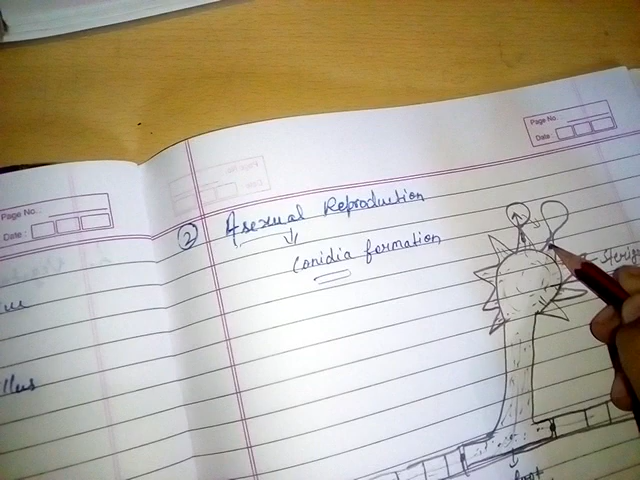 Page No.
Date :
② Asexual Reproduction
Conidia formation
Page No.
Date :